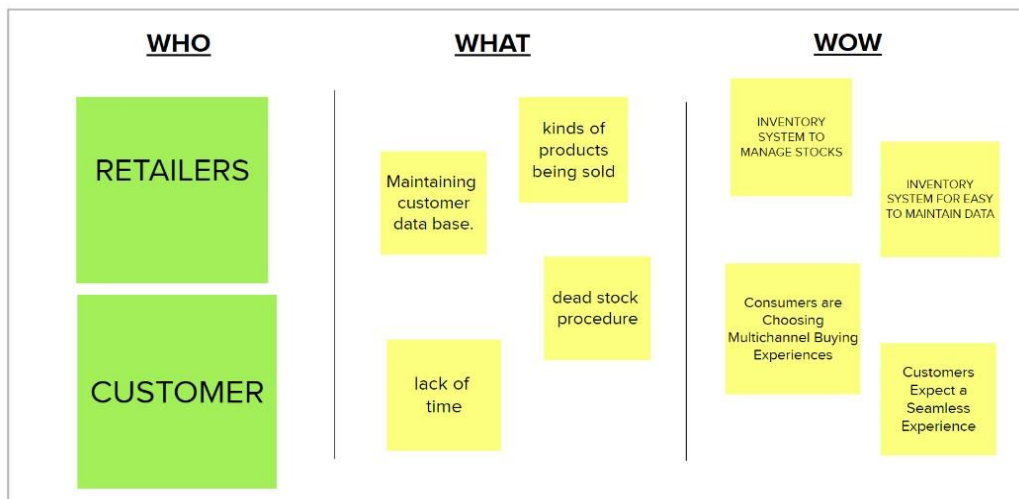 WHO
WHAT
WOW
RETAILERS
CUSTOMER
kinds of
products
being sold
Maintaining
customer
data base.
dead stock
procedure
lack of
time
INVENTORY
SYSTEM TO
MANAGE STOCKS
INVENTORY
SYSTEM FOR EASY
TO MAINTAIN DATA
Consumers are
Choosing
Multichannel Buying
Experiences
Customers
Expect a
Seamless
Experience